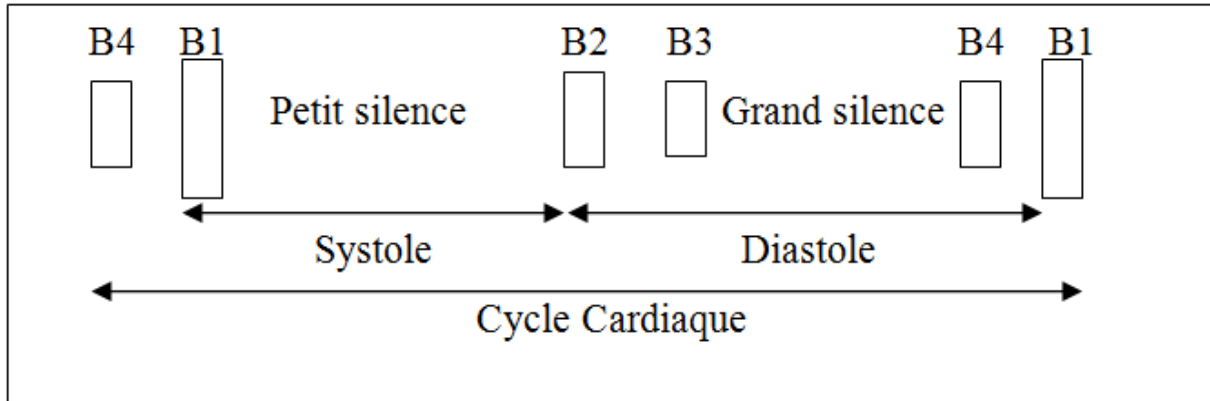 B4 B1 B2 B3 B4 B1
Petit silence Grand silence
Systole Diastole
Cycle Cardiaque